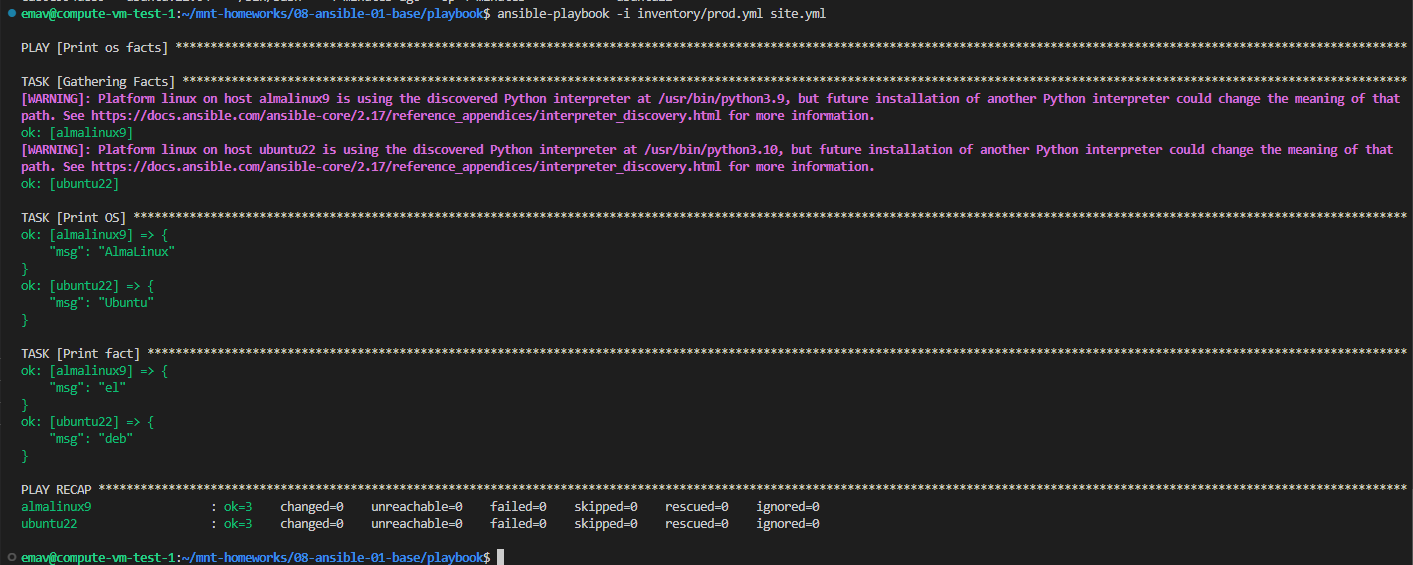 emav@compute-vm-test-1:~/mnt-homeworks/08-ansible-01-base/playbook$ ansible-playbook -i inventory/prod.yml site.yml
PLAY [Print os facts] ****************************************************************************************************************************************************************************************
TASK [Gathering Facts] ***************************************************************************************************************************************************************************************
[WARNING]: Platform linux on host almalinux9 is using the discovered Python interpreter at /usr/bin/python3.9, but future installation of another Python interpreter could change the meaning of that
path. See https://docs.ansible.com/ansible-core/2.17/reference_appendices/interpreter_discovery.html for more information.
ok: [almalinux9]
[WARNING]: Platform linux on host ubuntu22 is using the discovered Python interpreter at /usr/bin/python3.10, but future installation of another Python interpreter could change the meaning of that
path. See https://docs.ansible.com/ansible-core/2.17/reference_appendices/interpreter_discovery.html for more information.
ok: [ubuntu22]
TASK [Print OS] **********************************************************************************************************************************************************************************************
ok: [almalinux9] => {
    "msg": "AlmaLinux"
}
ok: [ubuntu22] => {
    "msg": "Ubuntu"
}
TASK [Print fact] ********************************************************************************************************************************************************************************************
ok: [almalinux9] => {
    "msg": "el"
}
ok: [ubuntu22] => {
    "msg": "deb"
}
PLAY RECAP ***************************************************************************************************************************************************************************************************
almalinux9                 : ok=3    changed=0    unreachable=0    failed=0    skipped=0    rescued=0    ignored=0
ubuntu22                   : ok=3    changed=0    unreachable=0    failed=0    skipped=0    rescued=0    ignored=0
emav@compute-vm-test-1:~/mnt-homeworks/08-ansible-01-base/playbook$